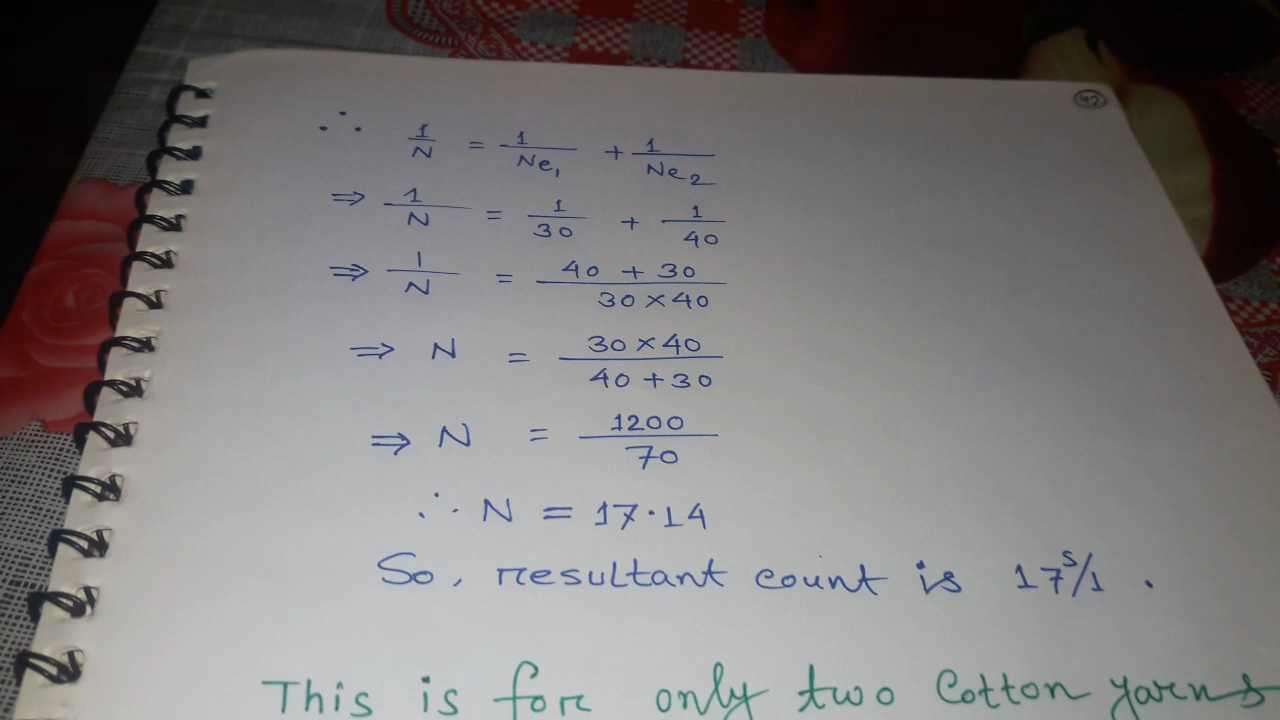 42
∴ 1/N = 1/Ne₁ + 1/Ne₂
⇒ 1/N = 1/30 + 1/40
⇒ 1/N = (40 + 30)/(30 × 40)
⇒ N = (30 × 40)/(40 + 30)
⇒ N = 1200/70
∴ N = 17·14
So, resultant count is 17ˢ/1 .
This is for only two Cotton yarns